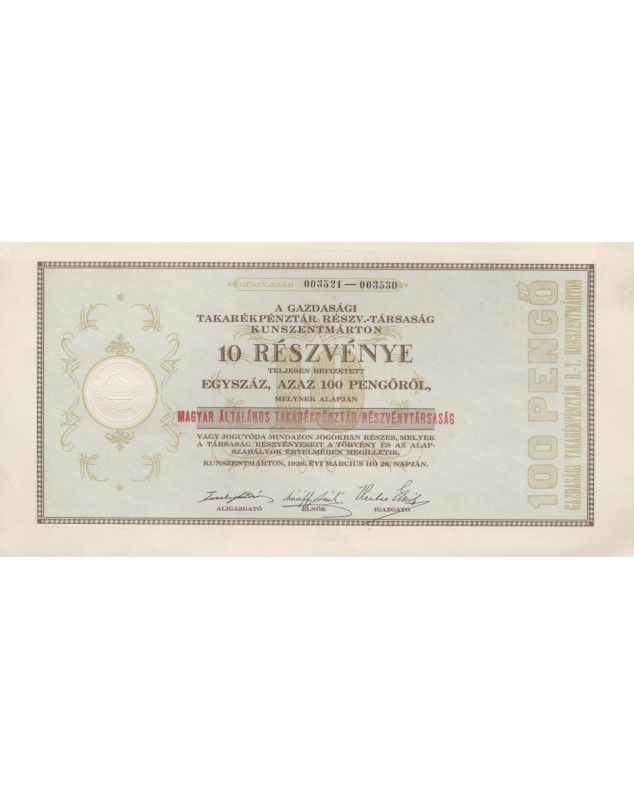 RÉSZV.-SZÁM: 003521—003530
A GAZDASÁGI
TAKARÉKPÉNZTÁR RÉSZV.-TÁRSASÁG
KUNSZENTMÁRTON
10 RÉSZVÉNYE
TELJESEN BEFIZETETT
EGYSZÁZ, AZAZ 100 PENGŐRŐL,
MELYNEK ALAPJÁN
MAGYAR ÁLTALÁNOS TAKARÉKPÉNZTÁR RÉSZVÉNYTÁRSASÁG
VAGY JOGUTÓDA MINDAZON JOGOKBAN RÉSZES, MELYEK
A TÁRSASÁG RÉSZVÉNYESEIT A TÖRVÉNY ÉS AZ ALAP-
SZABÁLYOK ÉRTELMÉBEN MEGILLETIK.
KUNSZENTMÁRTON, 1926. ÉVI MÁRCIUS HÓ 28. NAPJÁN.
ALIGAZGATÓ ELNÖK IGAZGATÓ
100 PENGŐ
GAZDASÁGI TAKARÉKPÉNZTÁR R.-T. KUNSZENTMÁRTON
10